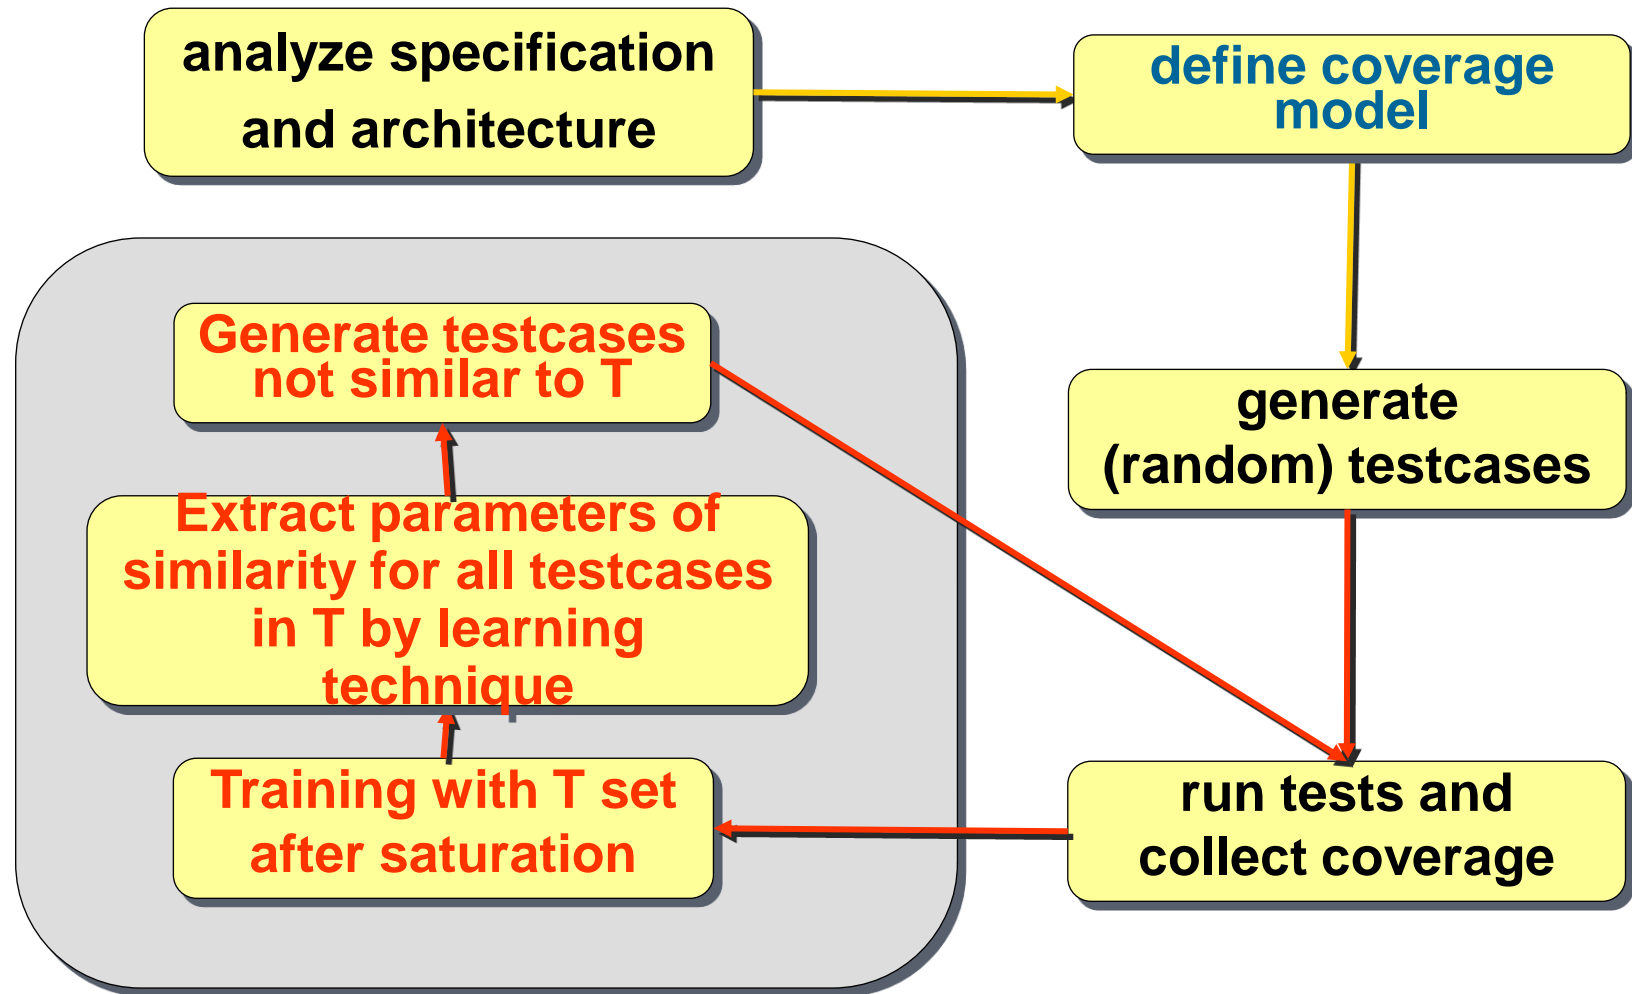 analyze specification
and architecture
define coverage
model
generate
(random) testcases
run tests and
collect coverage
Generate testcases
not similar to T
Extract parameters of
similarity for all testcases
in T by learning
technique
Training with T set
after saturation